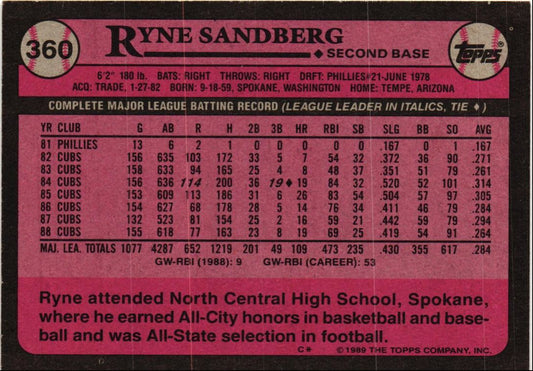 360 RYNE SANDBERG
SECOND BASE topps
6'2" 180 lb. BATS: RIGHT THROWS: RIGHT DRFT: PHILLIES #21-JUNE 1978
ACQ: TRADE, 1-27-82 BORN: 9-18-59, SPOKANE, WASHINGTON HOME: TEMPE, ARIZONA
COMPLETE MAJOR LEAGUE BATTING RECORD (LEAGUE LEADER IN ITALICS, TIE ♦)
YR CLUB G AB R H 2B 3B HR RBI SB SLG BB SO AVG
81 PHILLIES 13 6 2 1 0 0 0 0 0 .167 0 1 .167
82 CUBS 156 635 103 172 33 5 7 54 32 .372 36 90 .271
83 CUBS 158 633 94 165 25 4 8 48 37 .351 51 79 .261
84 CUBS 156 636 114 200 36 19♦ 19 84 32 .520 52 101 .314
85 CUBS 153 609 113 186 31 6 26 83 54 .504 57 97 .305
86 CUBS 154 627 68 178 28 5 14 76 34 .411 46 79 .284
87 CUBS 132 523 81 154 25 2 16 59 21 .442 59 79 .294
88 CUBS 155 618 77 163 23 8 19 69 25 .419 54 91 .264
MAJ. LEA. TOTALS 1077 4287 652 1219 201 49 109 473 235 .430 355 617 .284
GW-RBI (1988): 9 GW-RBI (CAREER): 53
Ryne attended North Central High School, Spokane,
where he earned All-City honors in basketball and base-
ball and was All-State selection in football.
C* © 1989 THE TOPPS COMPANY, INC.